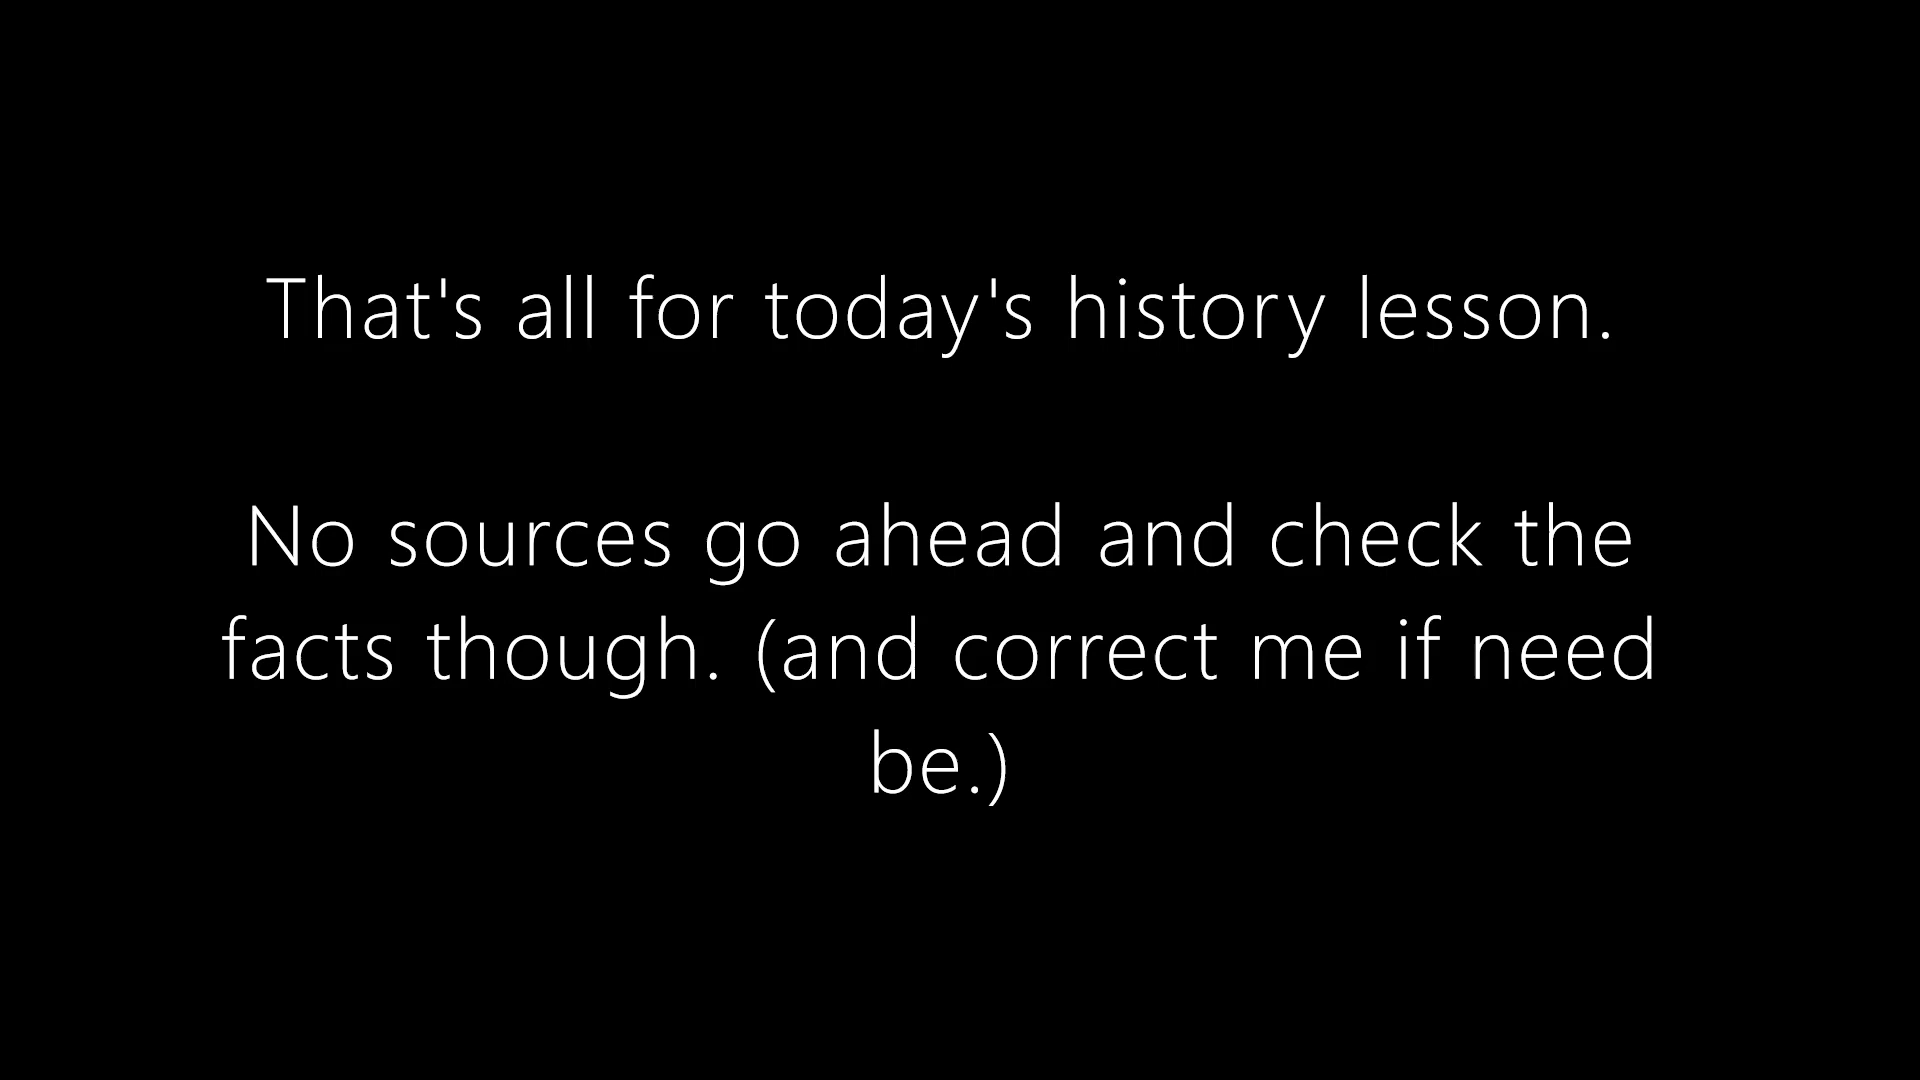 That's all for today's history lesson.
No sources go ahead and check the
facts though. (and correct me if need
be.)